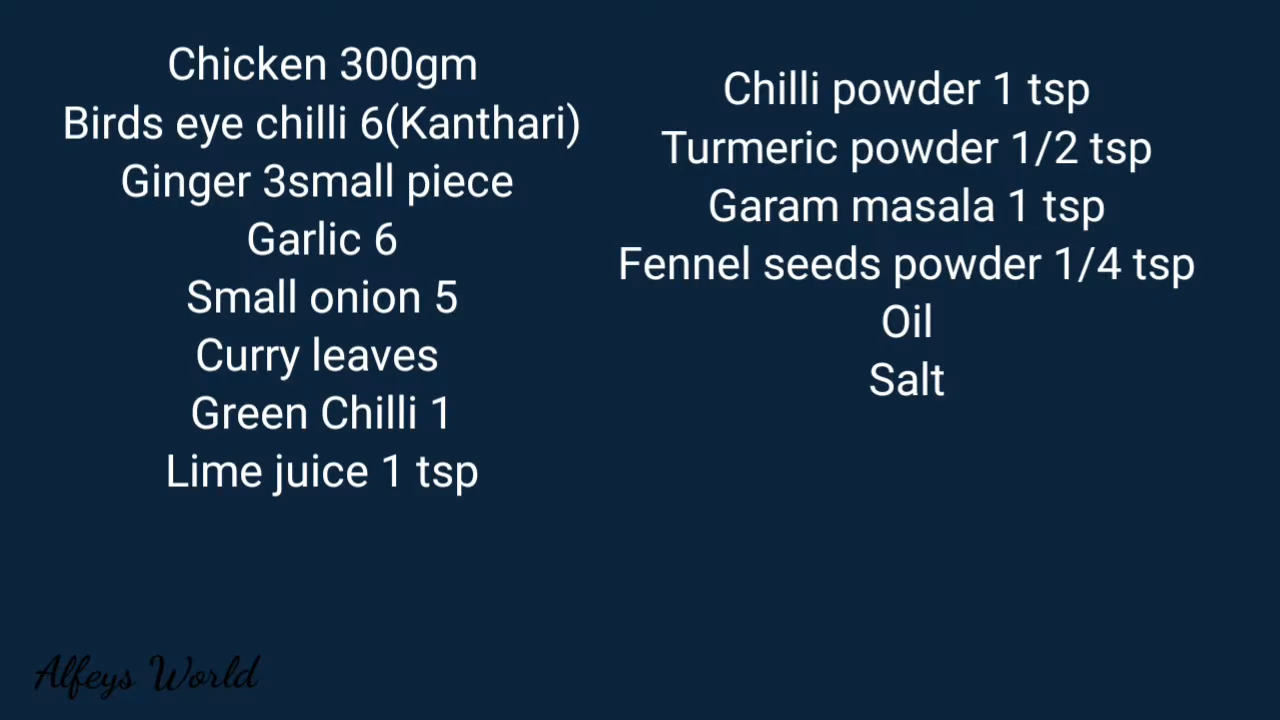 Chicken 300gm
Birds eye chilli 6(Kanthari)
Ginger 3small piece
Garlic 6
Small onion 5
Curry leaves
Green Chilli 1
Lime juice 1 tsp
Chilli powder 1 tsp
Turmeric powder 1/2 tsp
Garam masala 1 tsp
Fennel seeds powder 1/4 tsp
Oil
Salt
Alfeys World